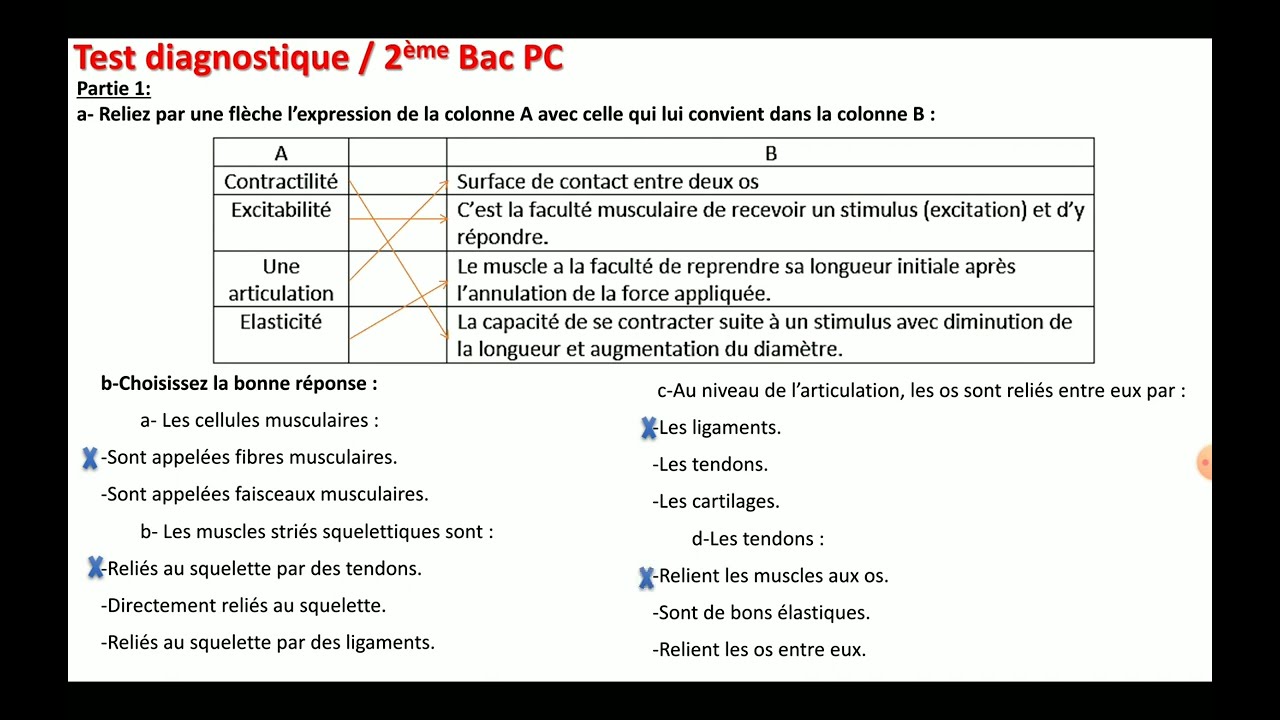 Test diagnostique / 2ème Bac PC
Partie 1:
a- Reliez par une flèche l’expression de la colonne A avec celle qui lui convient dans la colonne B :
A
B
Contractilité
Surface de contact entre deux os
Excitabilité
C’est la faculté musculaire de recevoir un stimulus (excitation) et d’y
répondre.
Une
articulation
Le muscle a la faculté de reprendre sa longueur initiale après
l’annulation de la force appliquée.
Elasticité
La capacité de se contracter suite à un stimulus avec diminution de
la longueur et augmentation du diamètre.
b-Choisissez la bonne réponse :
a- Les cellules musculaires :
-Sont appelées fibres musculaires.
-Sont appelées faisceaux musculaires.
b- Les muscles striés squelettiques sont :
-Reliés au squelette par des tendons.
-Directement reliés au squelette.
-Reliés au squelette par des ligaments.
c-Au niveau de l’articulation, les os sont reliés entre eux par :
-Les ligaments.
-Les tendons.
-Les cartilages.
d-Les tendons :
-Relient les muscles aux os.
-Sont de bons élastiques.
-Relient les os entre eux.